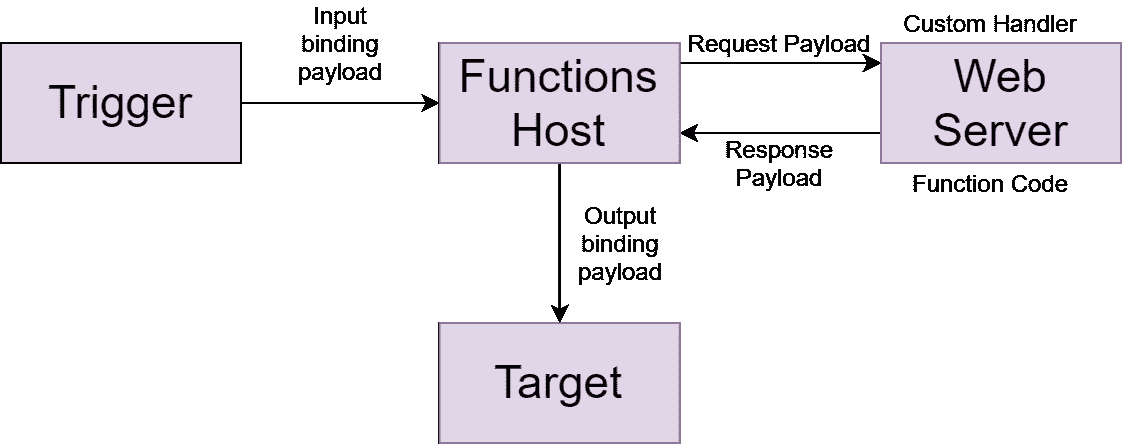 Trigger
Input
binding
payload
Functions
Host
Request Payload
Response
Payload
Custom Handler
Web
Server
Function Code
Output
binding
payload
Target